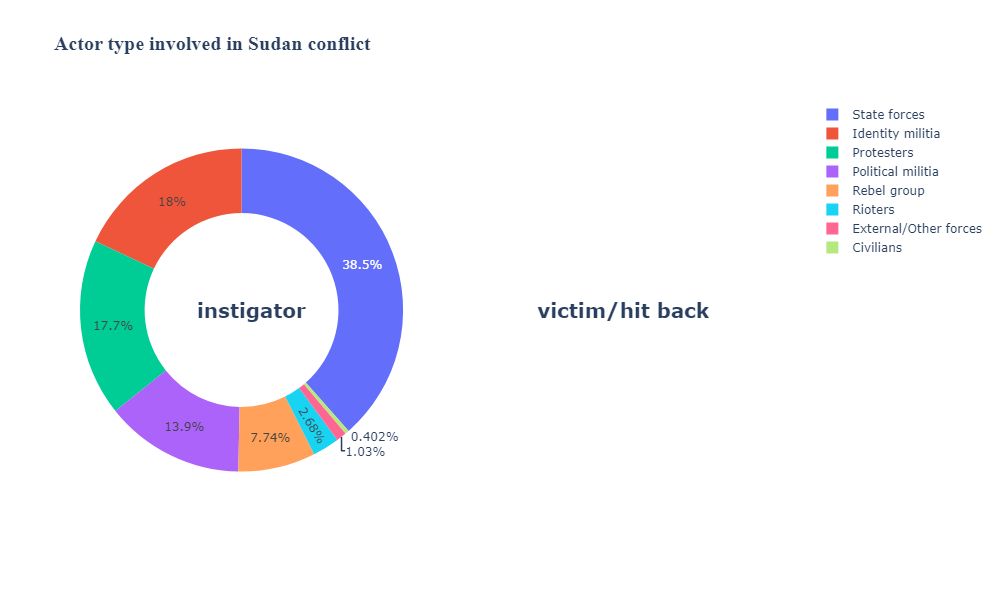 Actor type involved in Sudan conflict
State forces
Identity militia
Protesters
Political militia
Rebel group
Rioters
External/Other forces
Civilians
18%
38.5%
instigator
victim/hit back
17.7%
13.9%
7.74%
2.68%
0.402%
1.03%